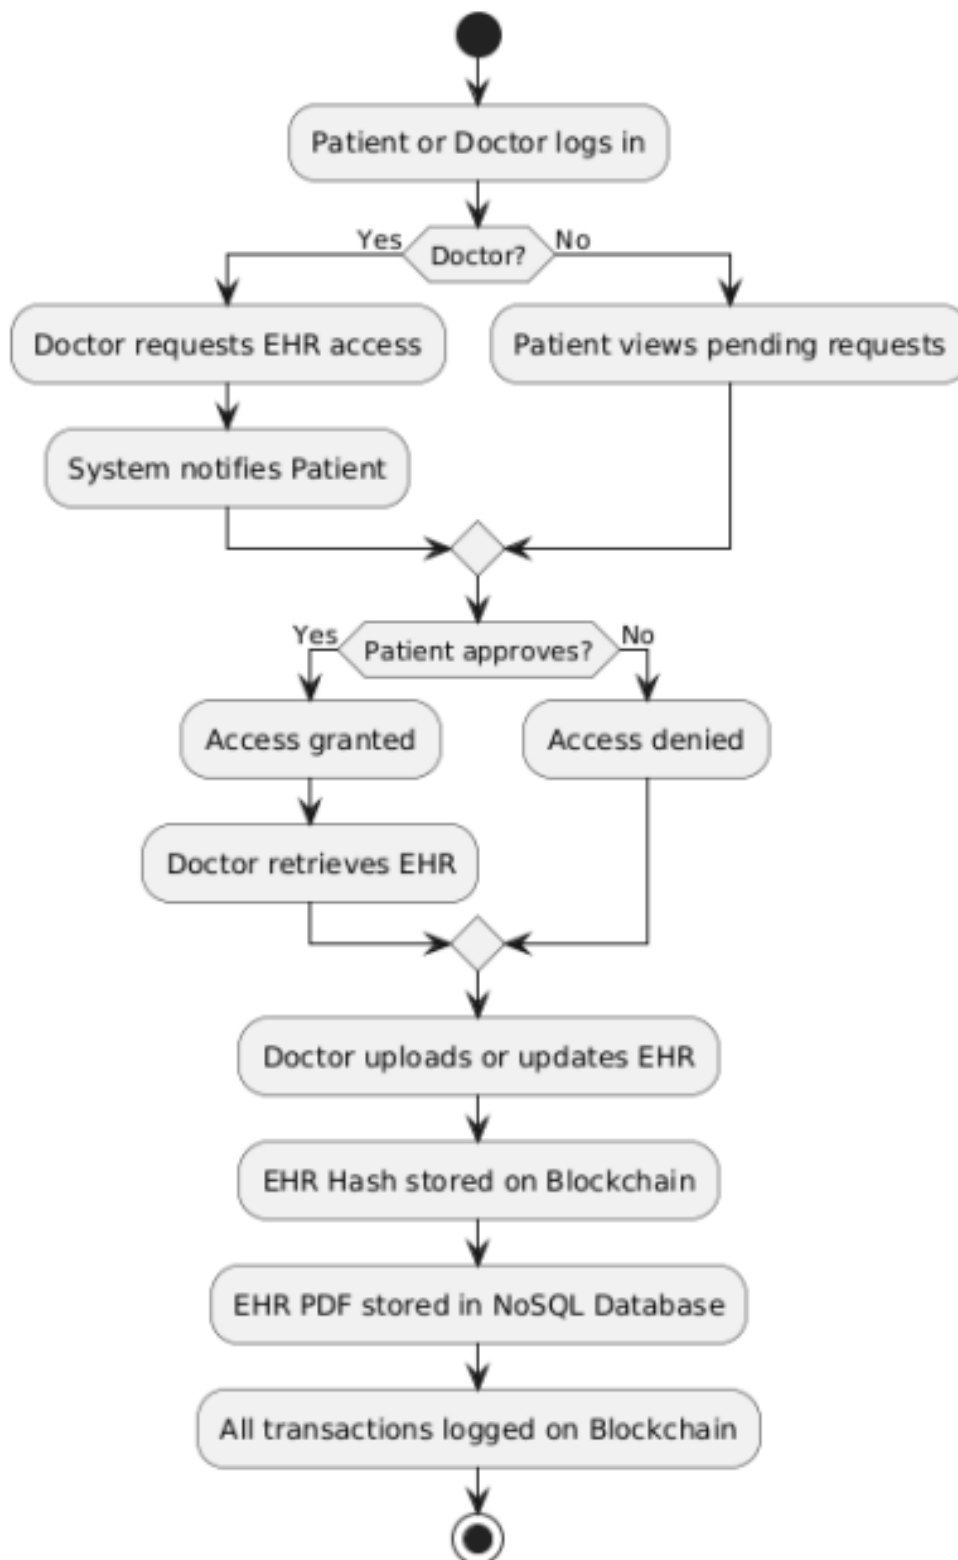 Patient or Doctor logs in
Yes
Doctor?
No
Doctor requests EHR access
Patient views pending requests
System notifies Patient
Yes
Patient approves?
No
Access granted
Access denied
Doctor retrieves EHR
Doctor uploads or updates EHR
EHR Hash stored on Blockchain
EHR PDF stored in NoSQL Database
All transactions logged on Blockchain